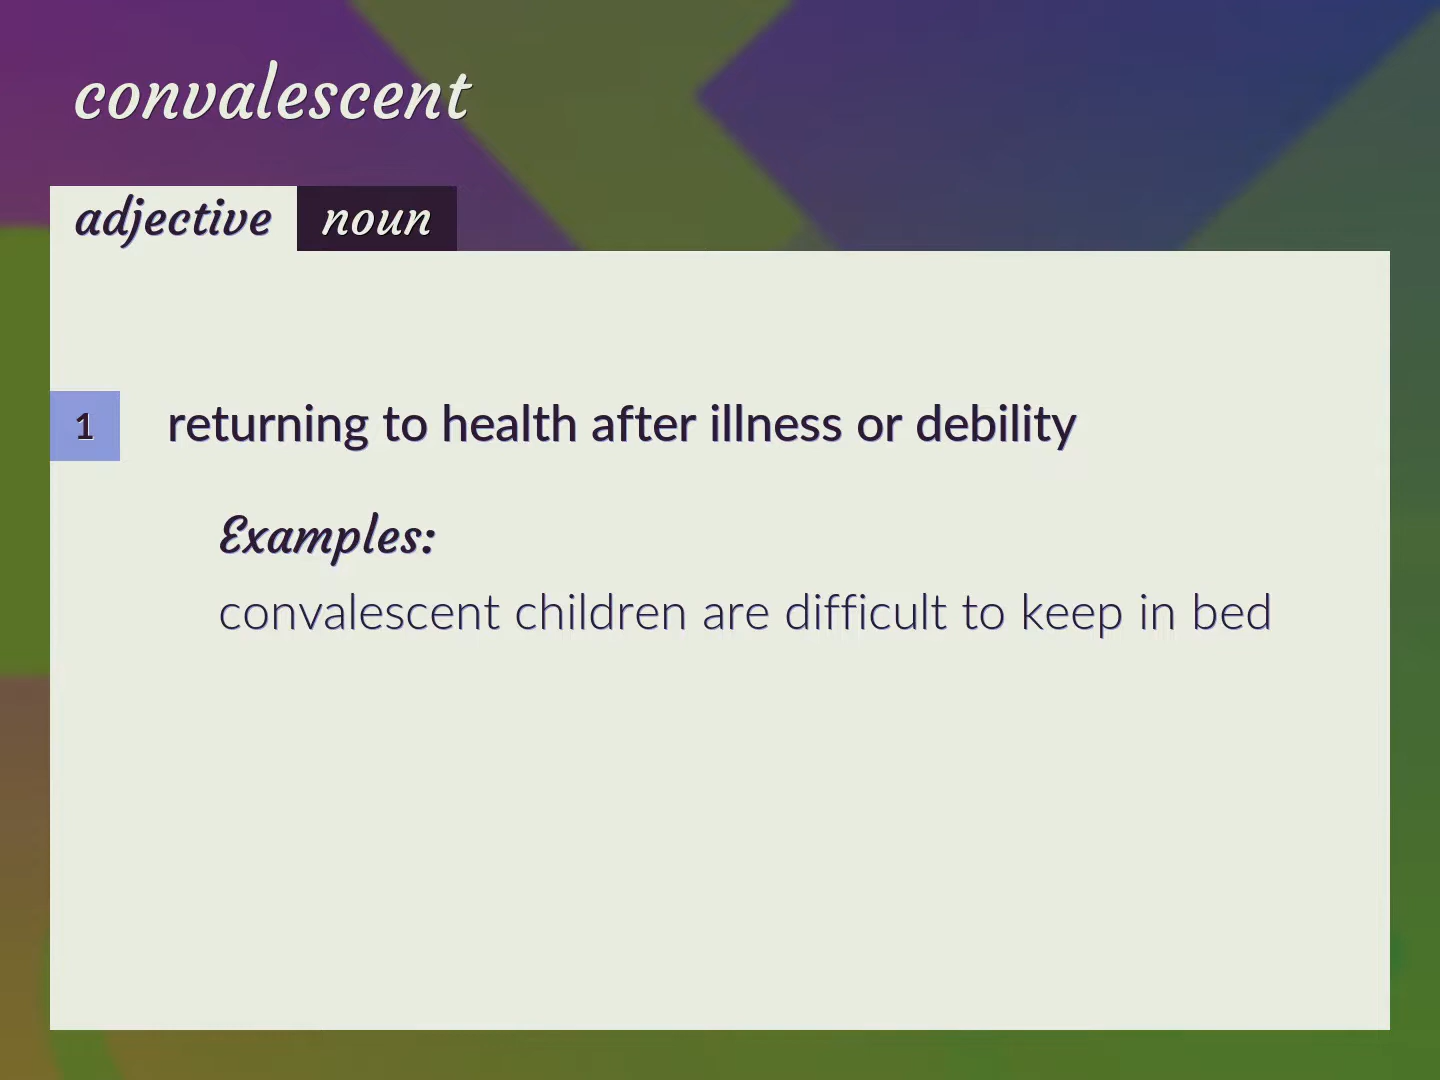 convalescent
adjective noun
1 returning to health after illness or debility
Examples:
convalescent children are difficult to keep in bed